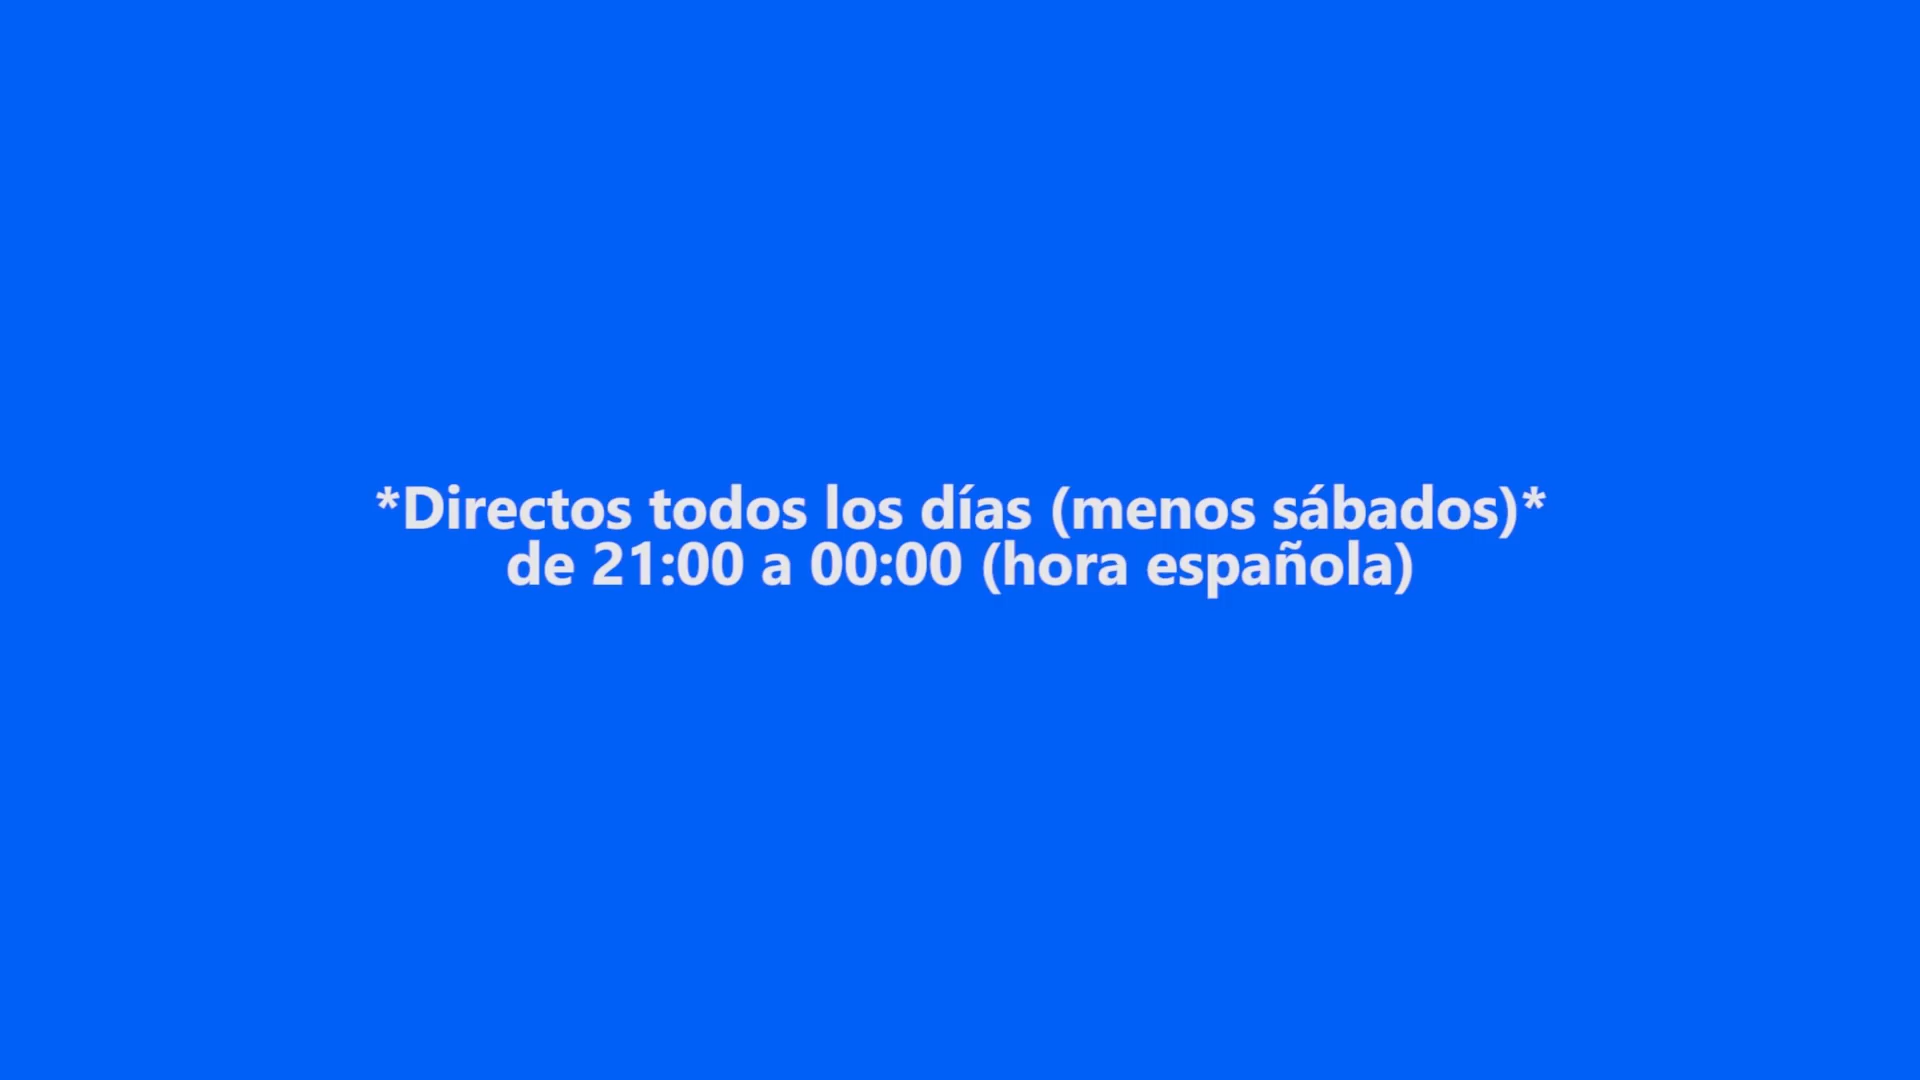 *Directos todos los días (menos sábados)*
de 21:00 a 00:00 (hora española)